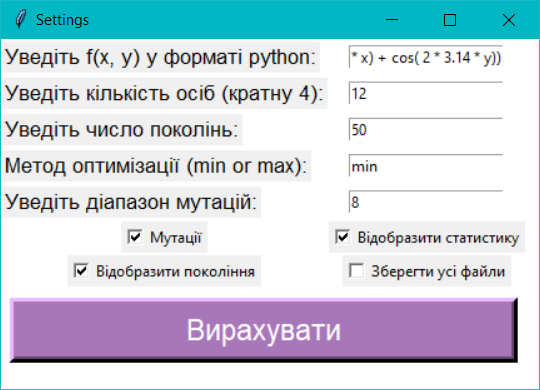 Settings
Уведіть f(x, y) у форматі python: * x) + cos( 2 * 3.14 * y))
Уведіть кількість осіб (кратну 4): 12
Уведіть число поколінь: 50
Метод оптимізації (min or max): min
Уведіть діапазон мутацій: 8
Мутації Відобразити статистику
Відобразити покоління Зберегти усі файли
Вирахувати